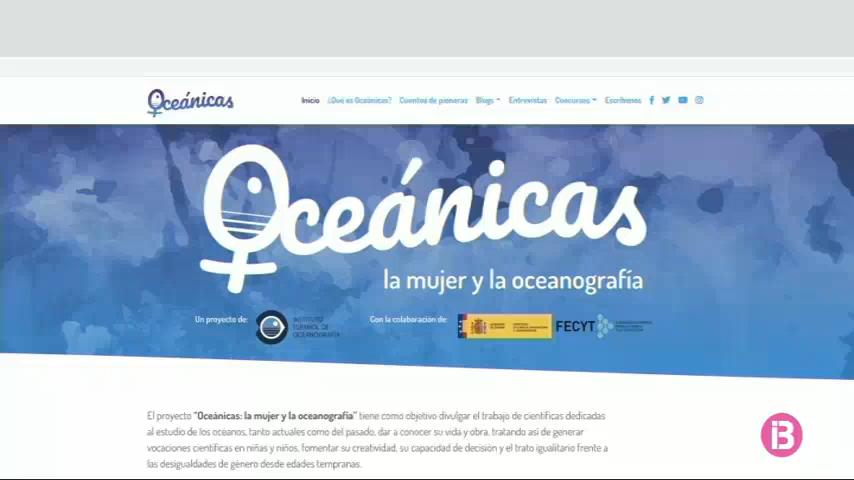 Oceánicas
Inicio ¿Qué es Oceánicas? Cuentos de pioneras Blogs Entrevistas Concursos Escríbenos
Oceánicas
la mujer y la oceanografía
Un proyecto de:
INSTITUTO
ESPAÑOL DE
OCEANOGRAFÍA
Con la colaboración de:
FECYT
El proyecto "Oceánicas: la mujer y la oceanografía" tiene como objetivo divulgar el trabajo de científicas dedicadas
al estudio de los océanos, tanto actuales como del pasado, dar a conocer su vida y obra, tratando así de generar
vocaciones científicas en niñas y niños, fomentar su creatividad, su capacidad de decisión y el trato igualitario frente a
las desigualdades de género desde edades tempranas.